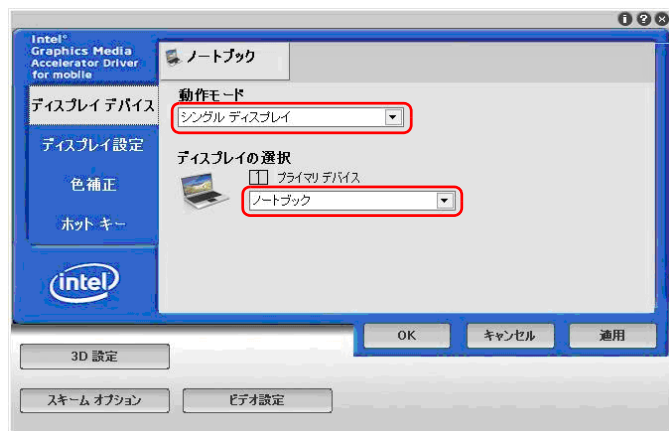 Intel®
Graphics Media
Accelerator Driver
for mobile
ノートブック
ディスプレイ デバイス
ディスプレイ設定
色補正
ホット キー
intel
動作モード
シングル ディスプレイ
ディスプレイの選択
1 プライマリ デバイス
ノートブック
OK キャンセル 適用
3D 設定
スキーム オプション ビデオ設定